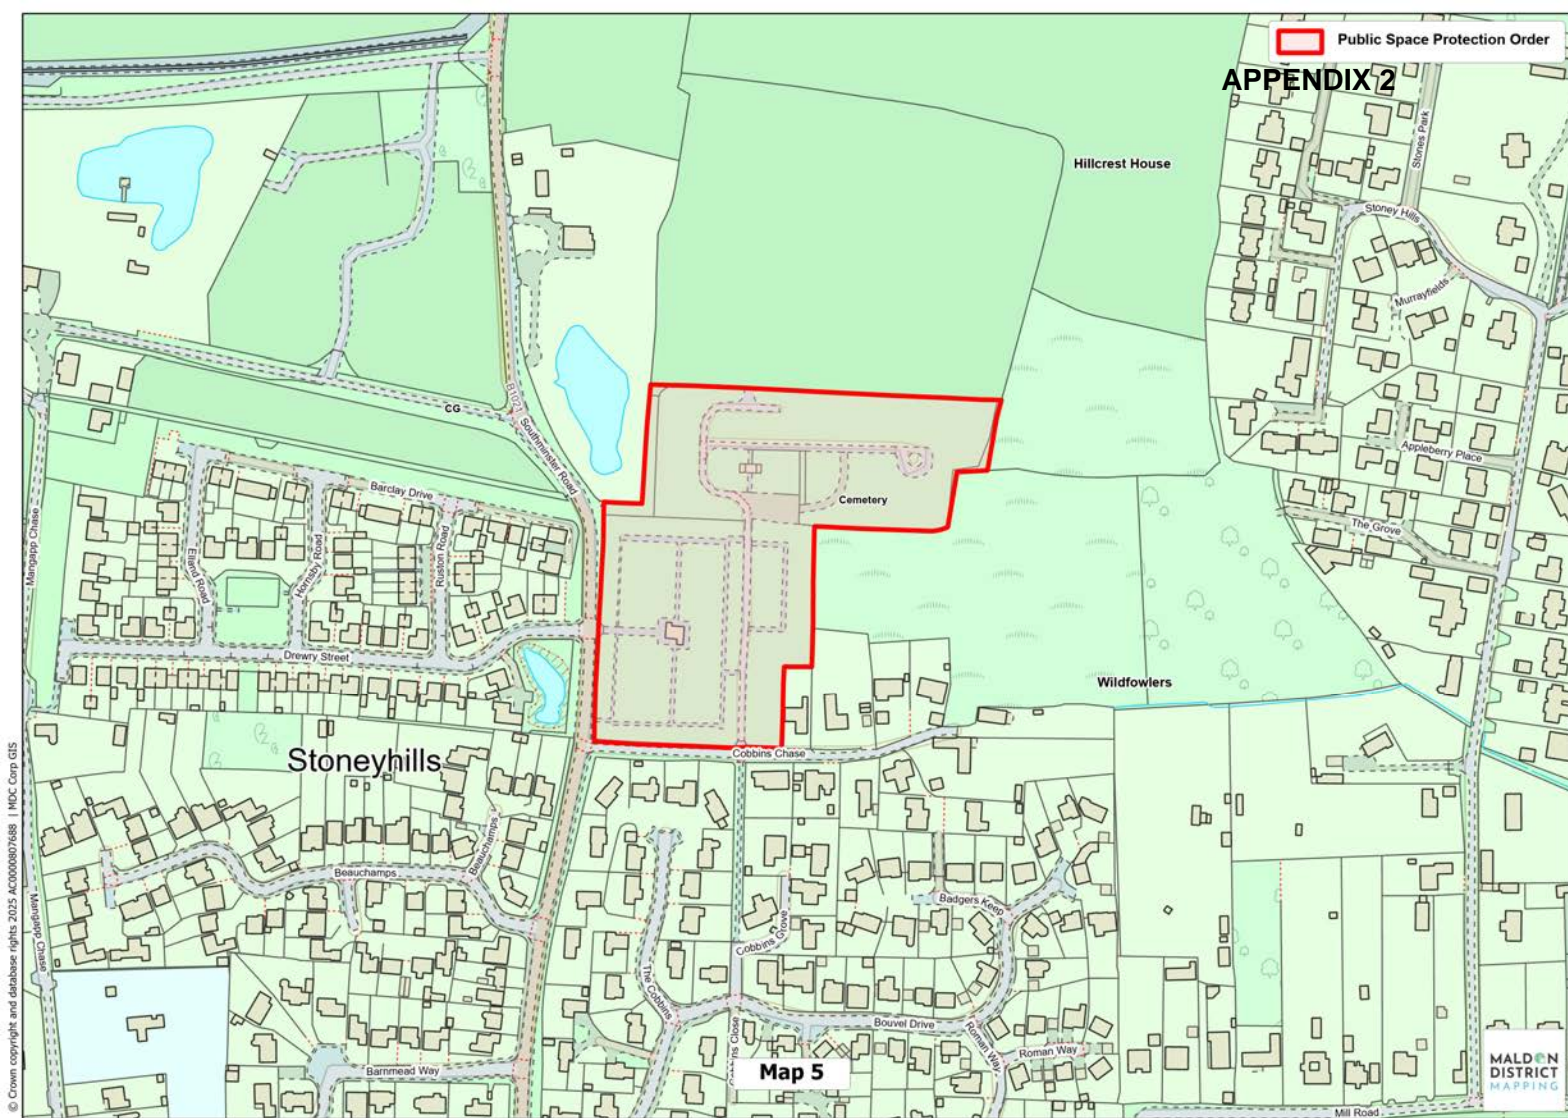 Public Space Protection Order
APPENDIX 2
Hillcrest House
Stones Park
Stoney Hills
Murrayfields
CG
B1021 Southminster Road
Appleberry Place
Mangapp Chase
Barclay Drive
Cemetery
Elland Road
Hornsby Road
Ruston Road
The Grove
Drewry Street
Wildfowlers
Stoneyhills
Cobbins Chase
Beauchamps
Beauchamps
Mangapp Chase
Badgers Keep
Cobbins Grove
The Cobbins
Bouvel Drive
Roman Way
Roman Way
Barnmead Way
Map 5
Mill Road
MALDON
DISTRICT
MAPPING
© Crown copyright and database rights 2025 AC0000807688 | MDC Corp GIS